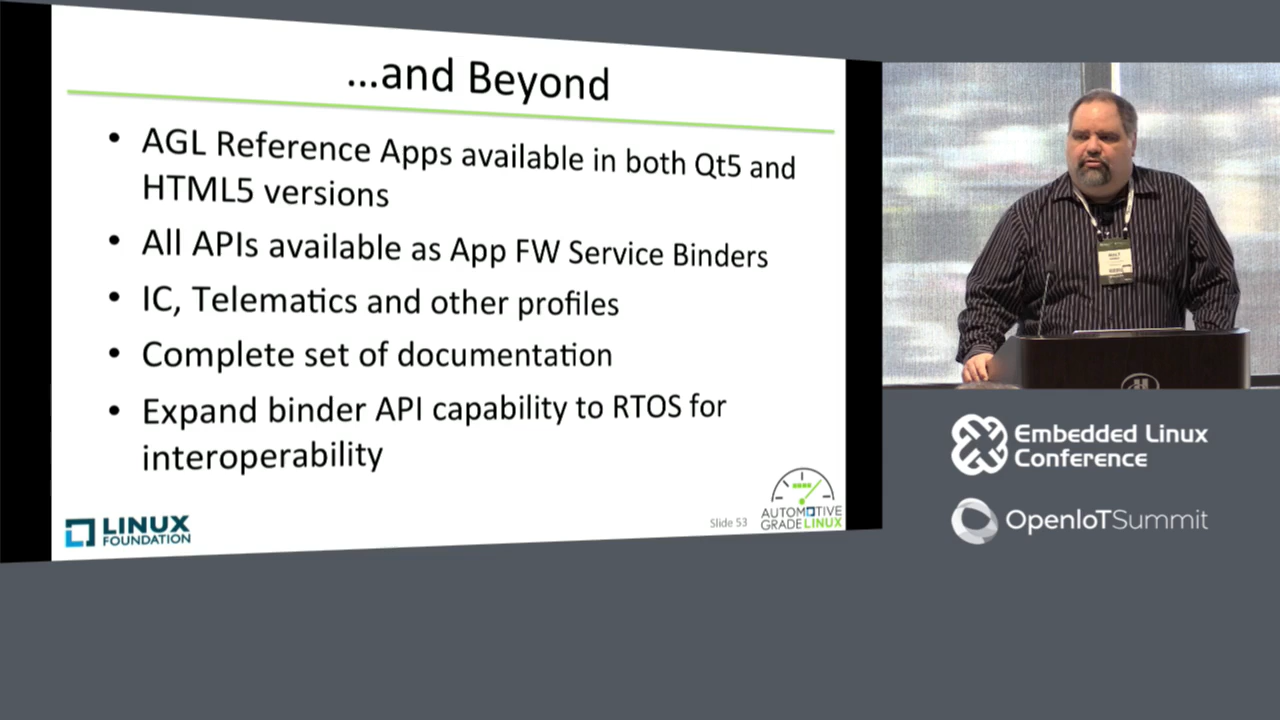 ...and Beyond
• AGL Reference Apps available in both Qt5 and
HTML5 versions
• All APIs available as App FW Service Binders
• IC, Telematics and other profiles
• Complete set of documentation
• Expand binder API capability to RTOS for
interoperability
LINUX
FOUNDATION
Slide 53
AUTOMOTIVE
GRADELINUX
Embedded Linux
Conference
OpenIoTSummit